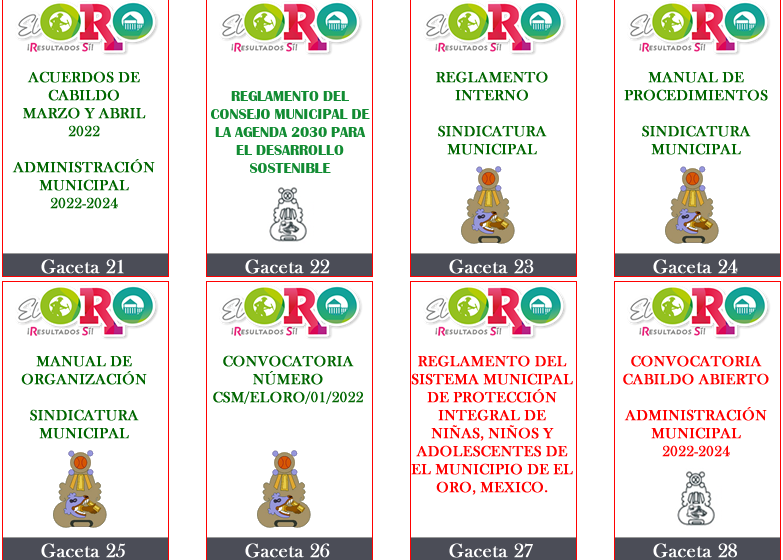 El ORO
¡RESULTADOS SÍ!
ACUERDOS DE
CABILDO
MARZO Y ABRIL
2022
ADMINISTRACIÓN
MUNICIPAL
2022-2024
Gaceta 21
El ORO
¡RESULTADOS SÍ!
REGLAMENTO DEL
CONSEJO MUNICIPAL DE
LA AGENDA 2030 PARA
EL DESARROLLO
SOSTENIBLE
Gaceta 22
El ORO
¡RESULTADOS SÍ!
REGLAMENTO
INTERNO
SINDICATURA
MUNICIPAL
Gaceta 23
El ORO
¡RESULTADOS SÍ!
MANUAL DE
PROCEDIMIENTOS
SINDICATURA
MUNICIPAL
Gaceta 24
El ORO
¡RESULTADOS SÍ!
MANUAL DE
ORGANIZACIÓN
SINDICATURA
MUNICIPAL
Gaceta 25
El ORO
¡RESULTADOS SÍ!
CONVOCATORIA
NÚMERO
CSM/ELORO/01/2022
Gaceta 26
El ORO
¡RESULTADOS SÍ!
REGLAMENTO DEL
SISTEMA MUNICIPAL
DE PROTECCIÓN
INTEGRAL DE
NIÑAS, NIÑOS Y
ADOLESCENTES DE
EL MUNICIPIO DE EL
ORO, MEXICO.
Gaceta 27
El ORO
¡RESULTADOS SÍ!
CONVOCATORIA
CABILDO ABIERTO
ADMINISTRACIÓN
MUNICIPAL
2022-2024
Gaceta 28